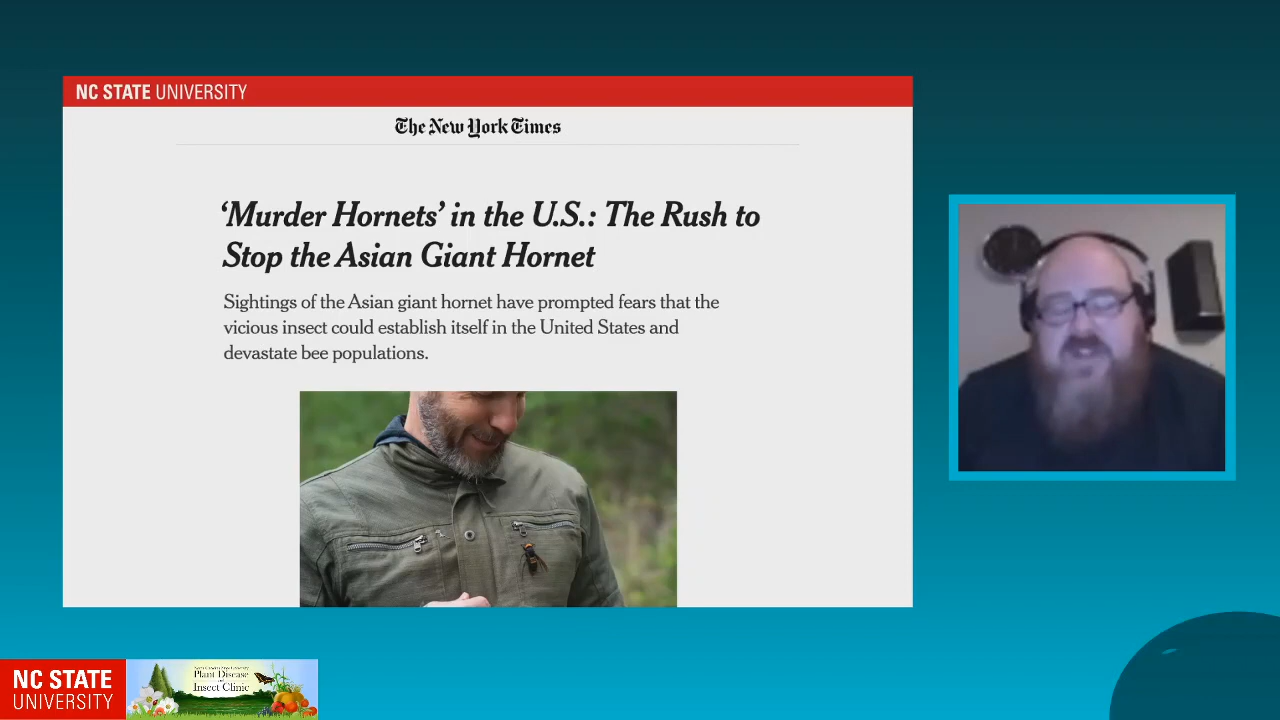 NC STATE UNIVERSITY
The New York Times
‘Murder Hornets’ in the U.S.: The Rush to
Stop the Asian Giant Hornet
Sightings of the Asian giant hornet have prompted fears that the
vicious insect could establish itself in the United States and
devastate bee populations.
NC STATE
UNIVERSITY
Plant Disease
Insect Clinic